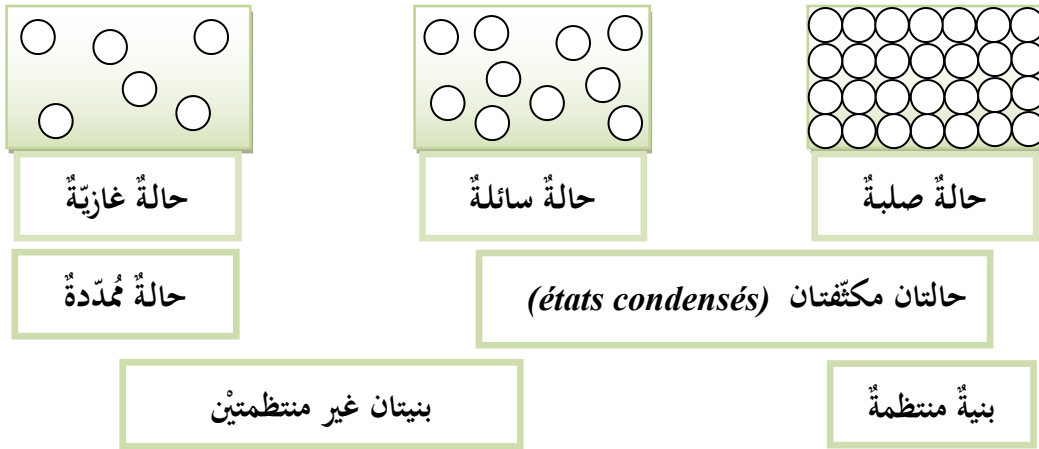 حالةٌ صلبةٌ
حالةٌ سائلةٌ
حالةٌ غازيّةٌ
حالتان مكثّفتان (états condensés)
حالةٌ مُمدّدةٌ
بنيةٌ منتظمةٌ
بنيتان غير منتظمتيْن